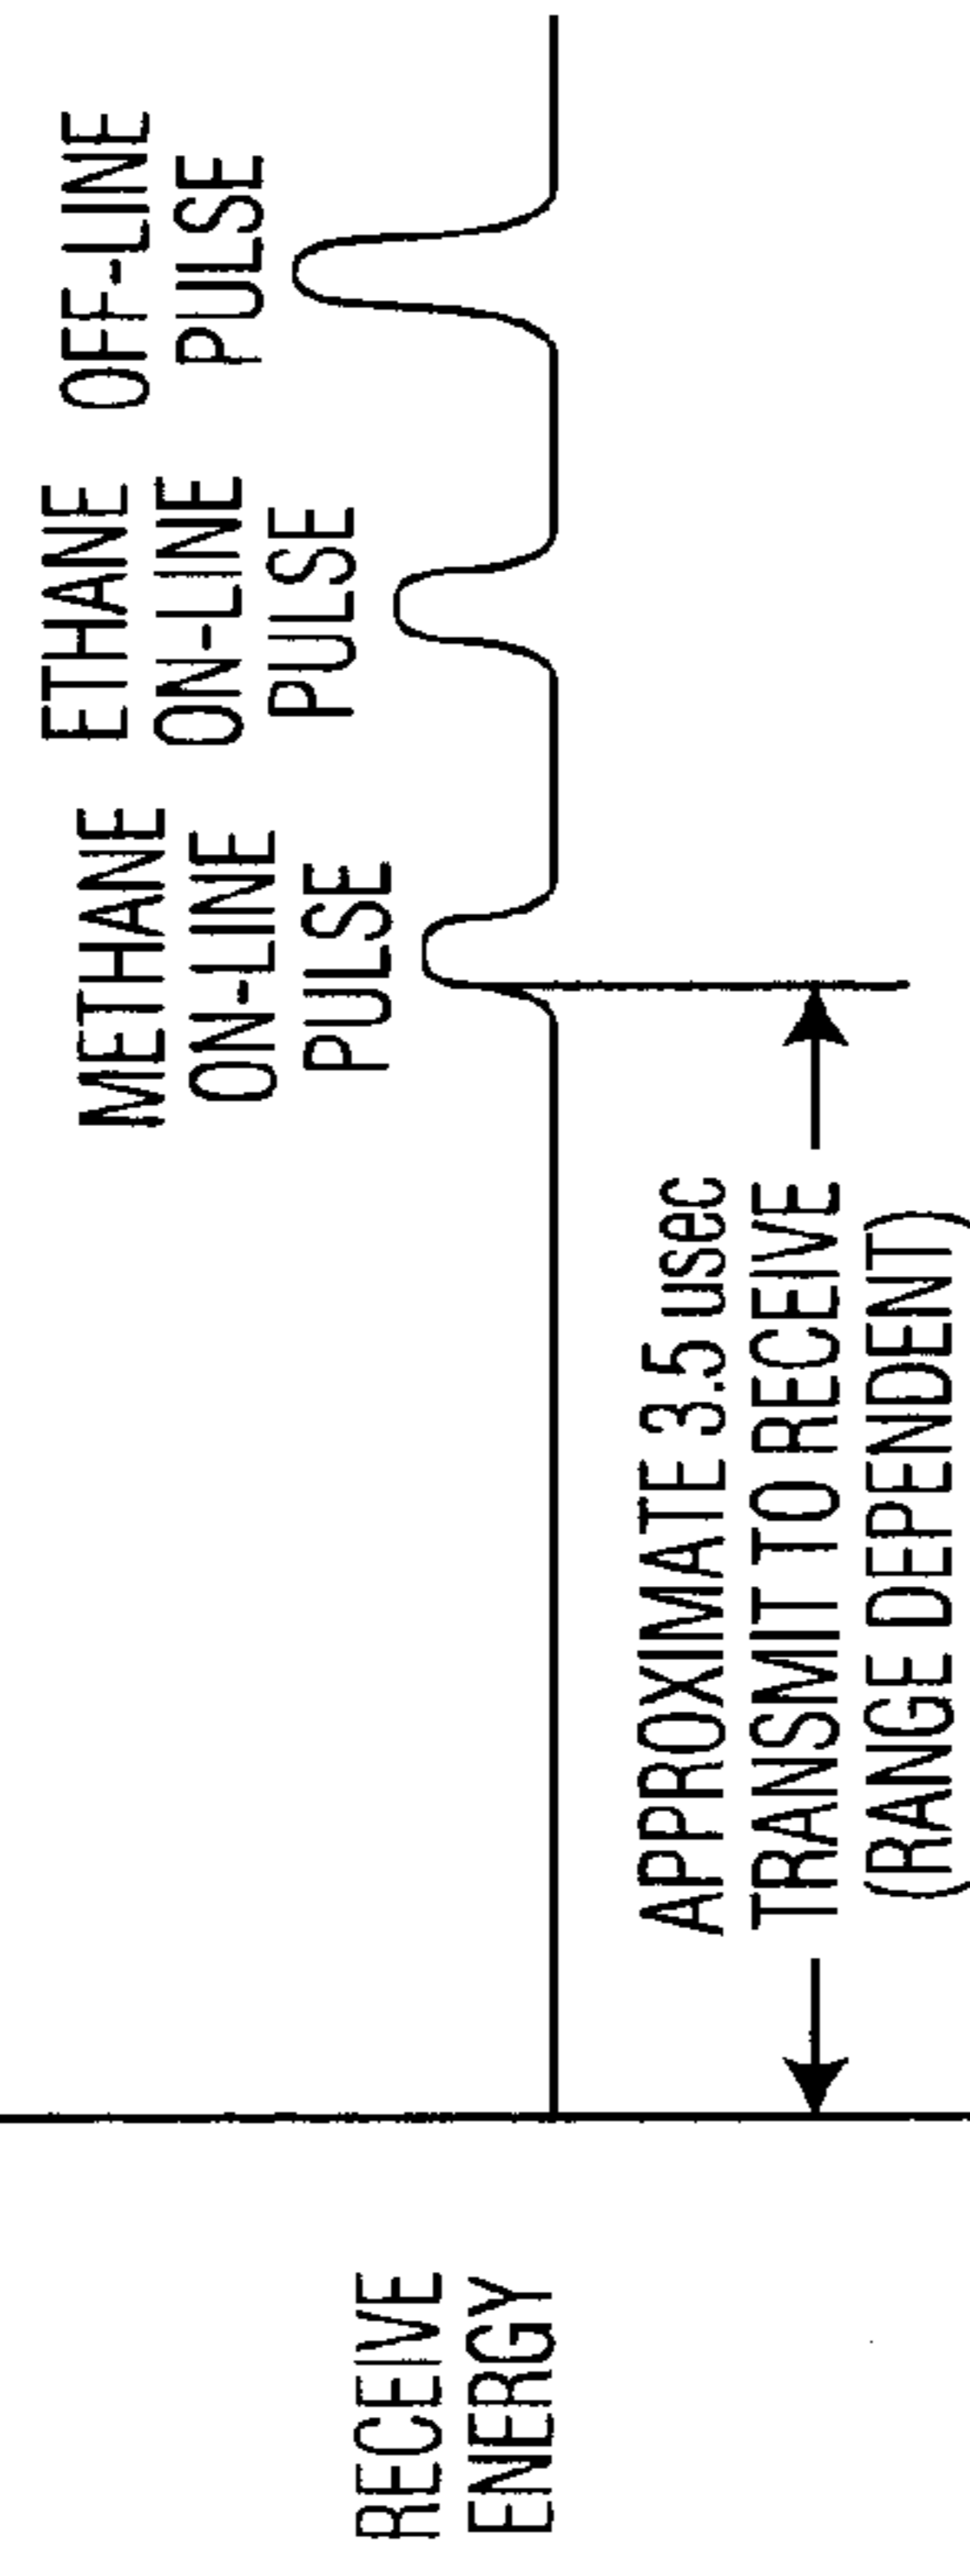 RECEIVE
ENERGY
METHANE
ON-LINE
PULSE
ETHANE
ON-LINE
PULSE
OFF-LINE
PULSE
APPROXIMATE 3.5 usec
TRANSMIT TO RECEIVE
(RANGE DEPENDENT)